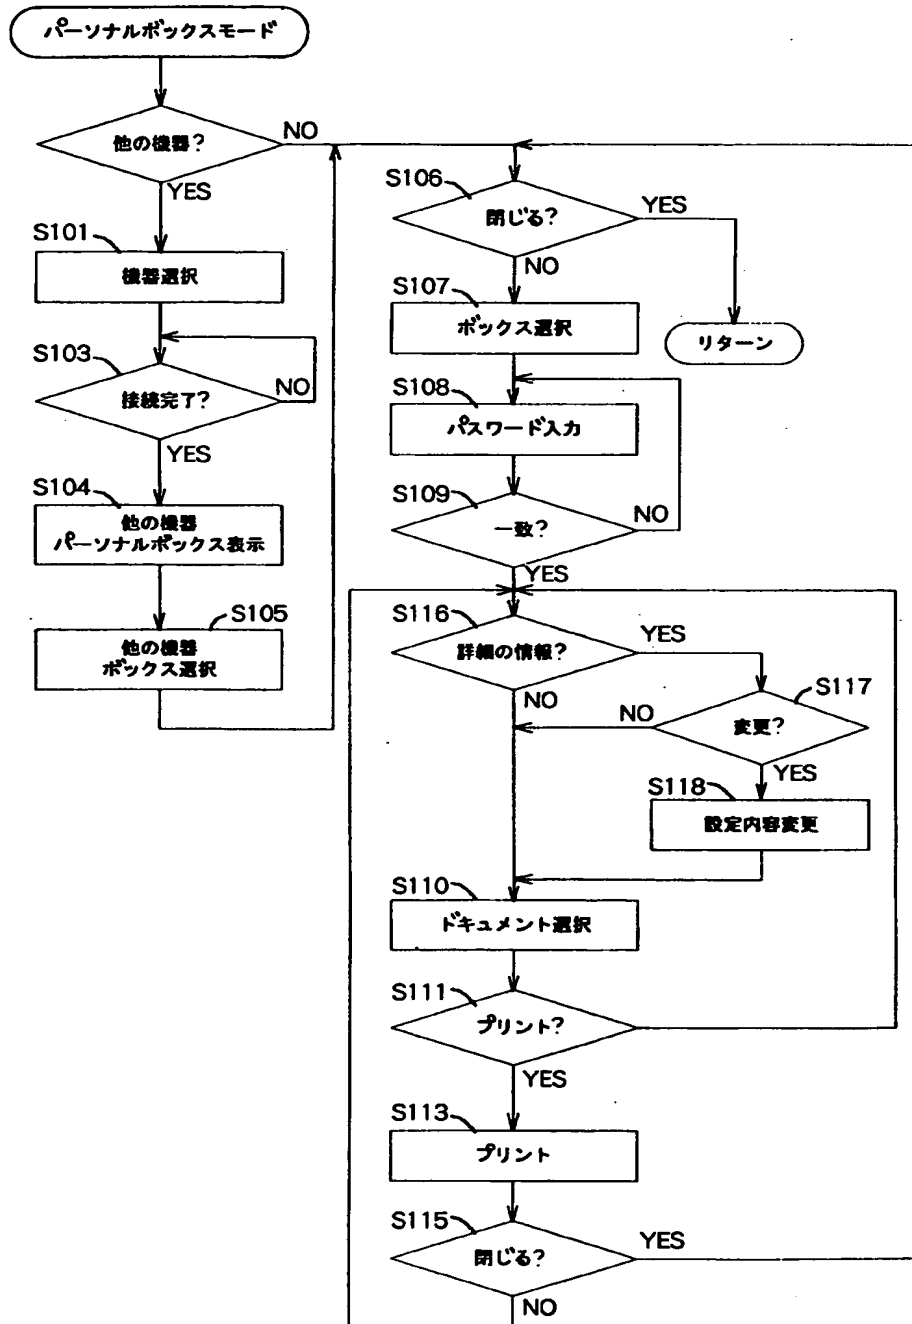 パーソナルボックスモード
他の機器?
NO
YES
S101
機器選択
S103
接続完了?
NO
YES
S104
他の機器
パーソナルボックス表示
S105
他の機器
ボックス選択
S106
閉じる?
YES
NO
リターン
S107
ボックス選択
S108
パスワード入力
S109
一致?
NO
YES
S116
詳細の情報?
YES
NO
S117
変更?
NO
YES
S118
設定内容変更
S110
ドキュメント選択
S111
プリント?
YES
S113
プリント
S115
閉じる?
YES
NO